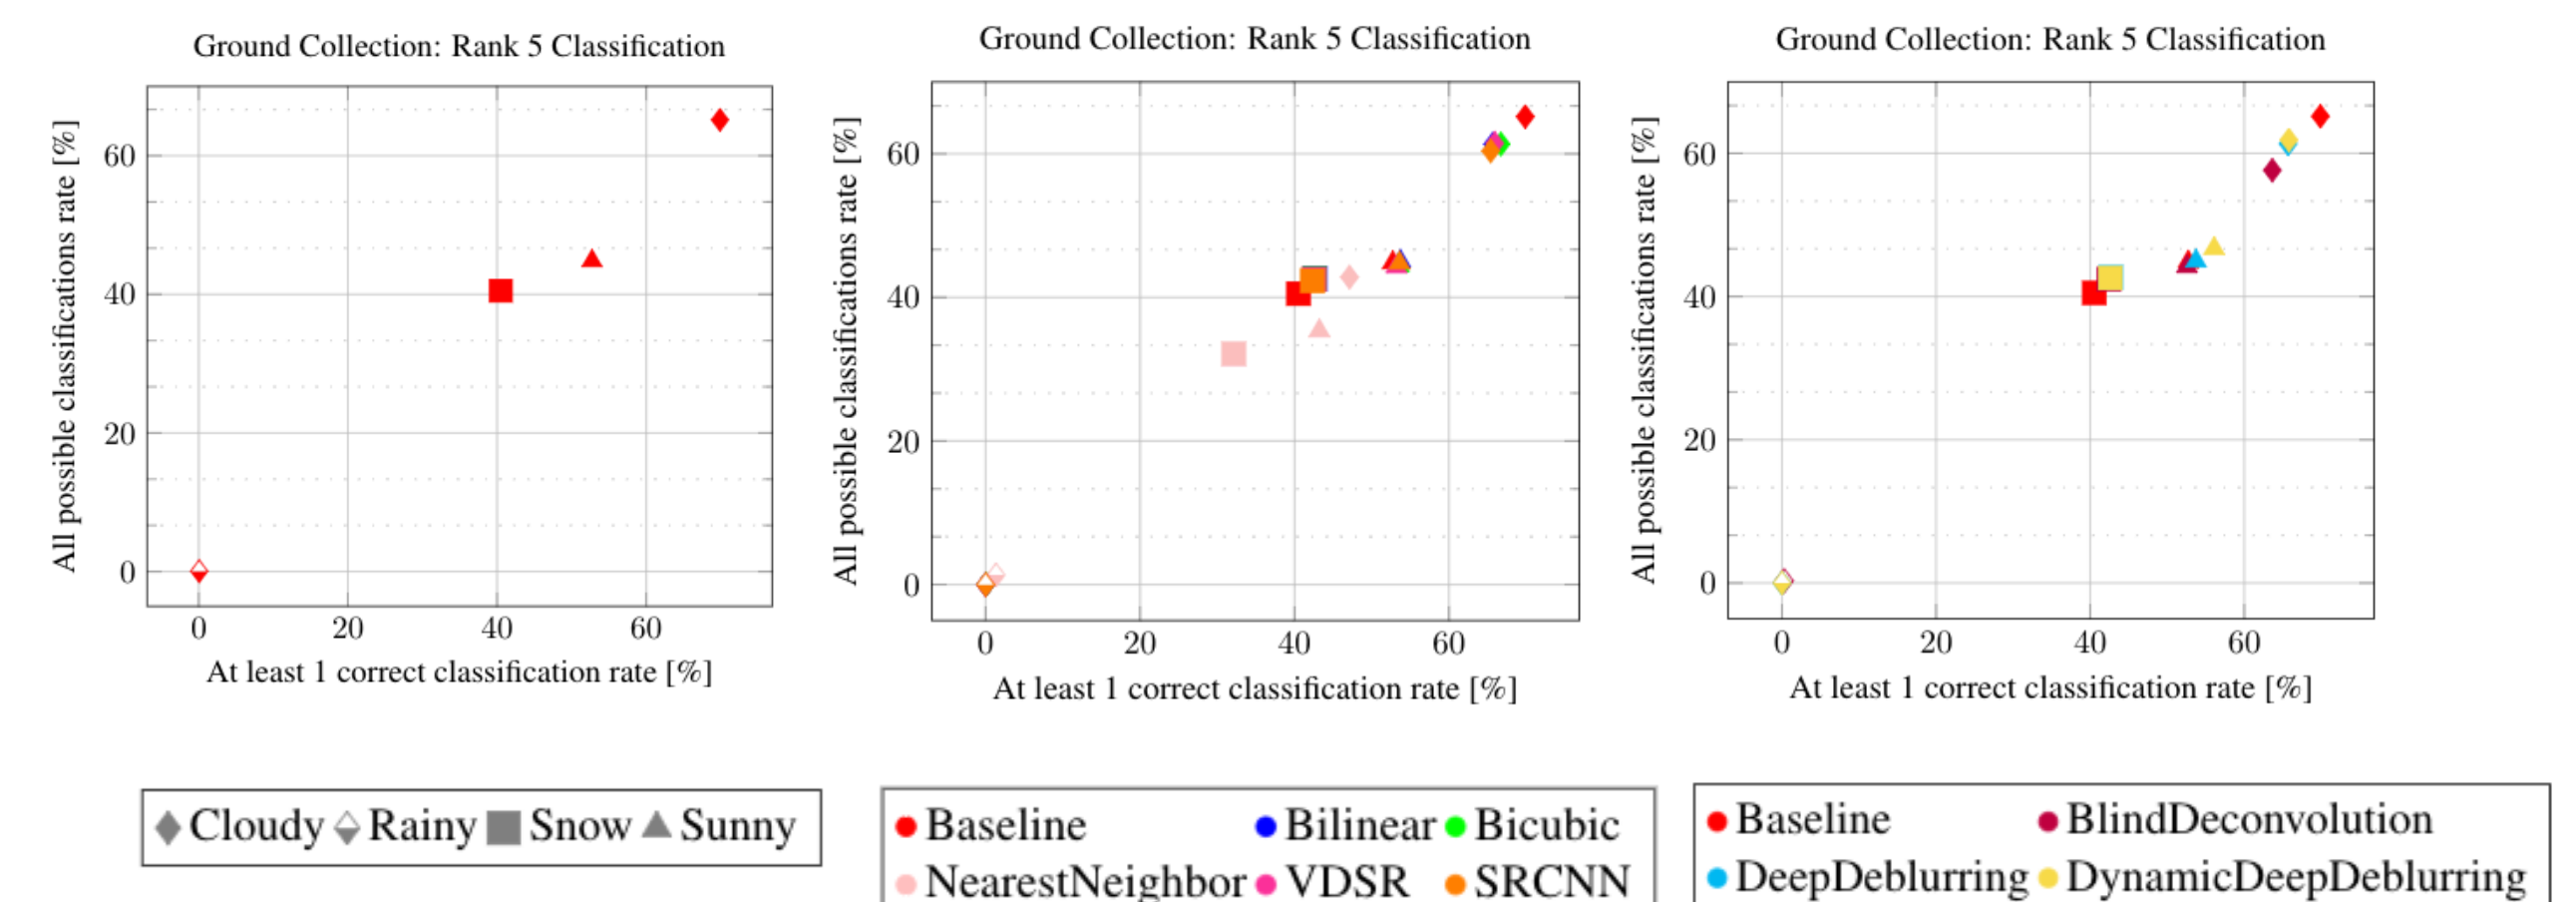 Ground Collection: Rank 5 Classification
All possible classifications rate [%]
60
40
20
0
0 20 40 60
At least 1 correct classification rate [%]
Cloudy Rainy Snow Sunny
Ground Collection: Rank 5 Classification
All possible classifications rate [%]
60
40
20
0
0 20 40 60
At least 1 correct classification rate [%]
Baseline Bilinear Bicubic
NearestNeighbor VDSR SRCNN
Ground Collection: Rank 5 Classification
All possible classifications rate [%]
60
40
20
0
0 20 40 60
At least 1 correct classification rate [%]
Baseline BlindDeconvolution
DeepDeblurring DynamicDeepDeblurring